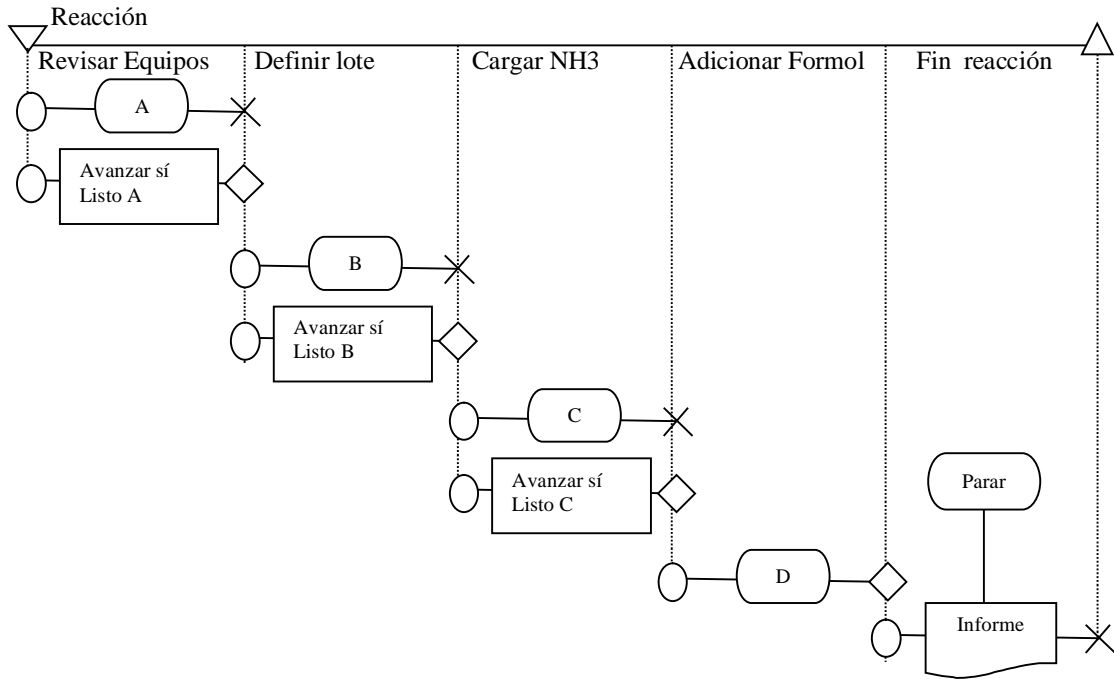 Reacción
Revisar Equipos
Definir lote
Cargar NH3
Adicionar Formol
Fin reacción
A
Avanzar sí
Listo A
B
Avanzar sí
Listo B
C
Avanzar sí
Listo C
Parar
D
Informe